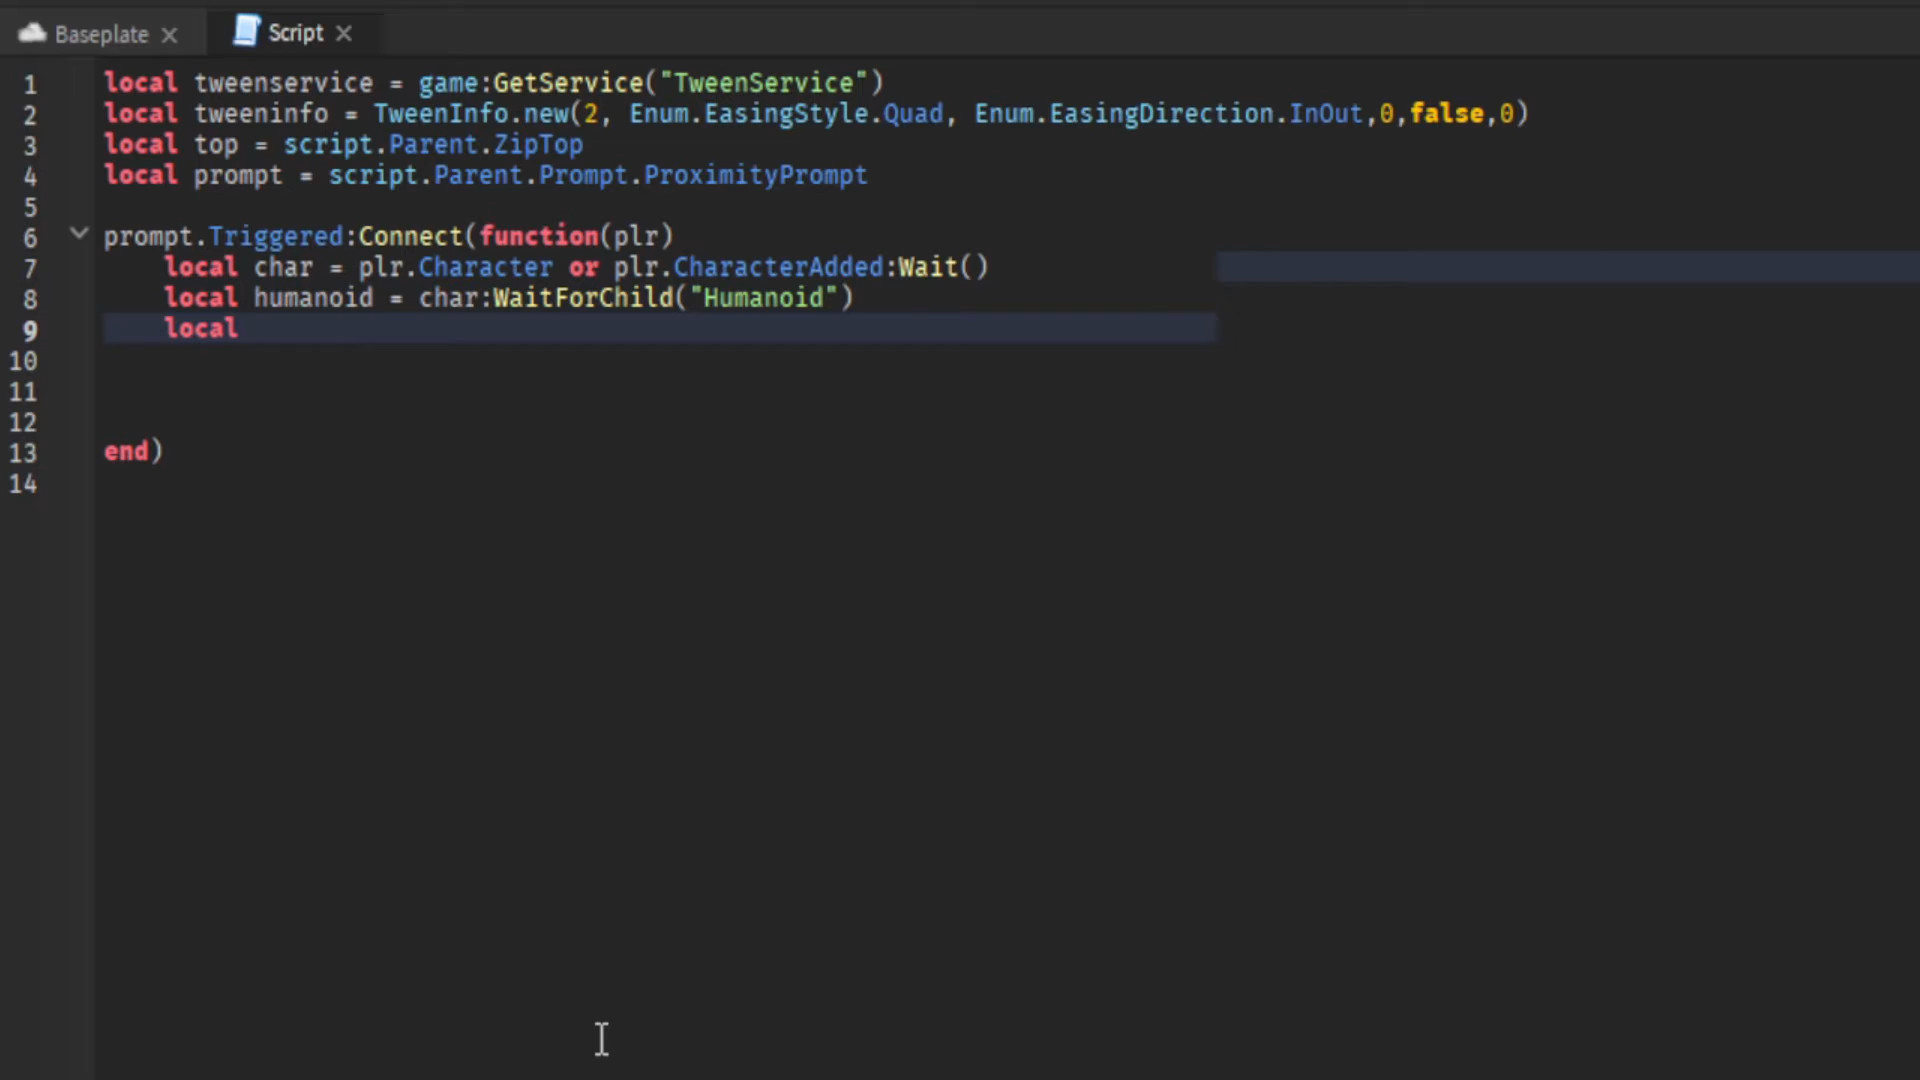 Baseplate
Script
1 local tweenservice = game:GetService("TweenService")
2 local tweeninfo = TweenInfo.new(2, Enum.EasingStyle.Quad, Enum.EasingDirection.InOut,0,false,0)
3 local top = script.Parent.ZipTop
4 local prompt = script.Parent.Prompt.ProximityPrompt
5
6 prompt.Triggered:Connect(function(plr)
7     local char = plr.Character or plr.CharacterAdded:Wait()
8     local humanoid = char:WaitForChild("Humanoid")
9     local
10
11
12
13 end)
14